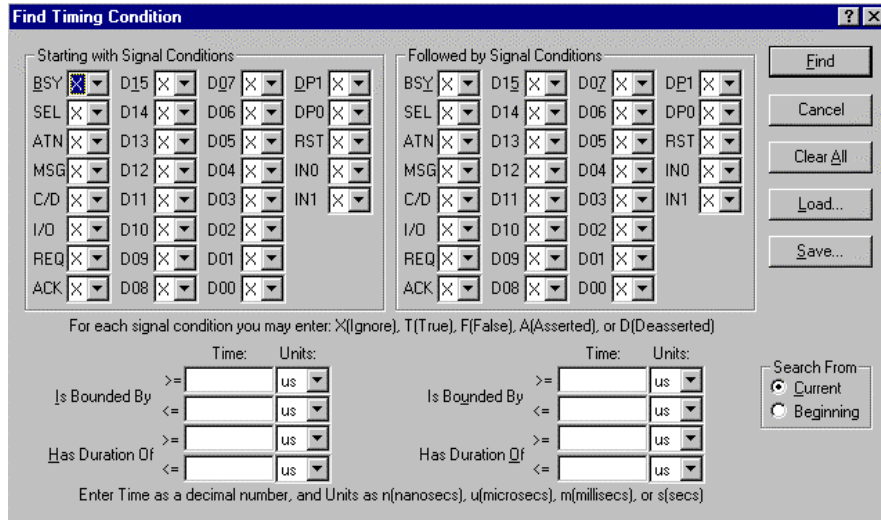 Find Timing Condition
Starting with Signal Conditions
BSY X D15 X D07 X DP1 X
SEL X D14 X D06 X DP0 X
ATN X D13 X D05 X RST X
MSG X D12 X D04 X IN0 X
C/D X D11 X D03 X IN1 X
I/O X D10 X D02 X
REQ X D09 X D01 X
ACK X D08 X D00 X
Followed by Signal Conditions
BSY X D15 X D07 X DP1 X
SEL X D14 X D06 X DP0 X
ATN X D13 X D05 X RST X
MSG X D12 X D04 X IN0 X
C/D X D11 X D03 X IN1 X
I/O X D10 X D02 X
REQ X D09 X D01 X
ACK X D08 X D00 X
Find
Cancel
Clear All
Load...
Save...
For each signal condition you may enter: X(Ignore), T(True), F(False), A(Asserted), or D(Deasserted)
Time: Units:
Is Bounded By
>= us
<= us
Has Duration Of
>= us
<= us
Time: Units:
Is Bounded By
>= us
<= us
Has Duration Of
>= us
<= us
Search From
Current
Beginning
Enter Time as a decimal number, and Units as n(nanosecs), u(microsecs), m(millisecs), or s(secs)